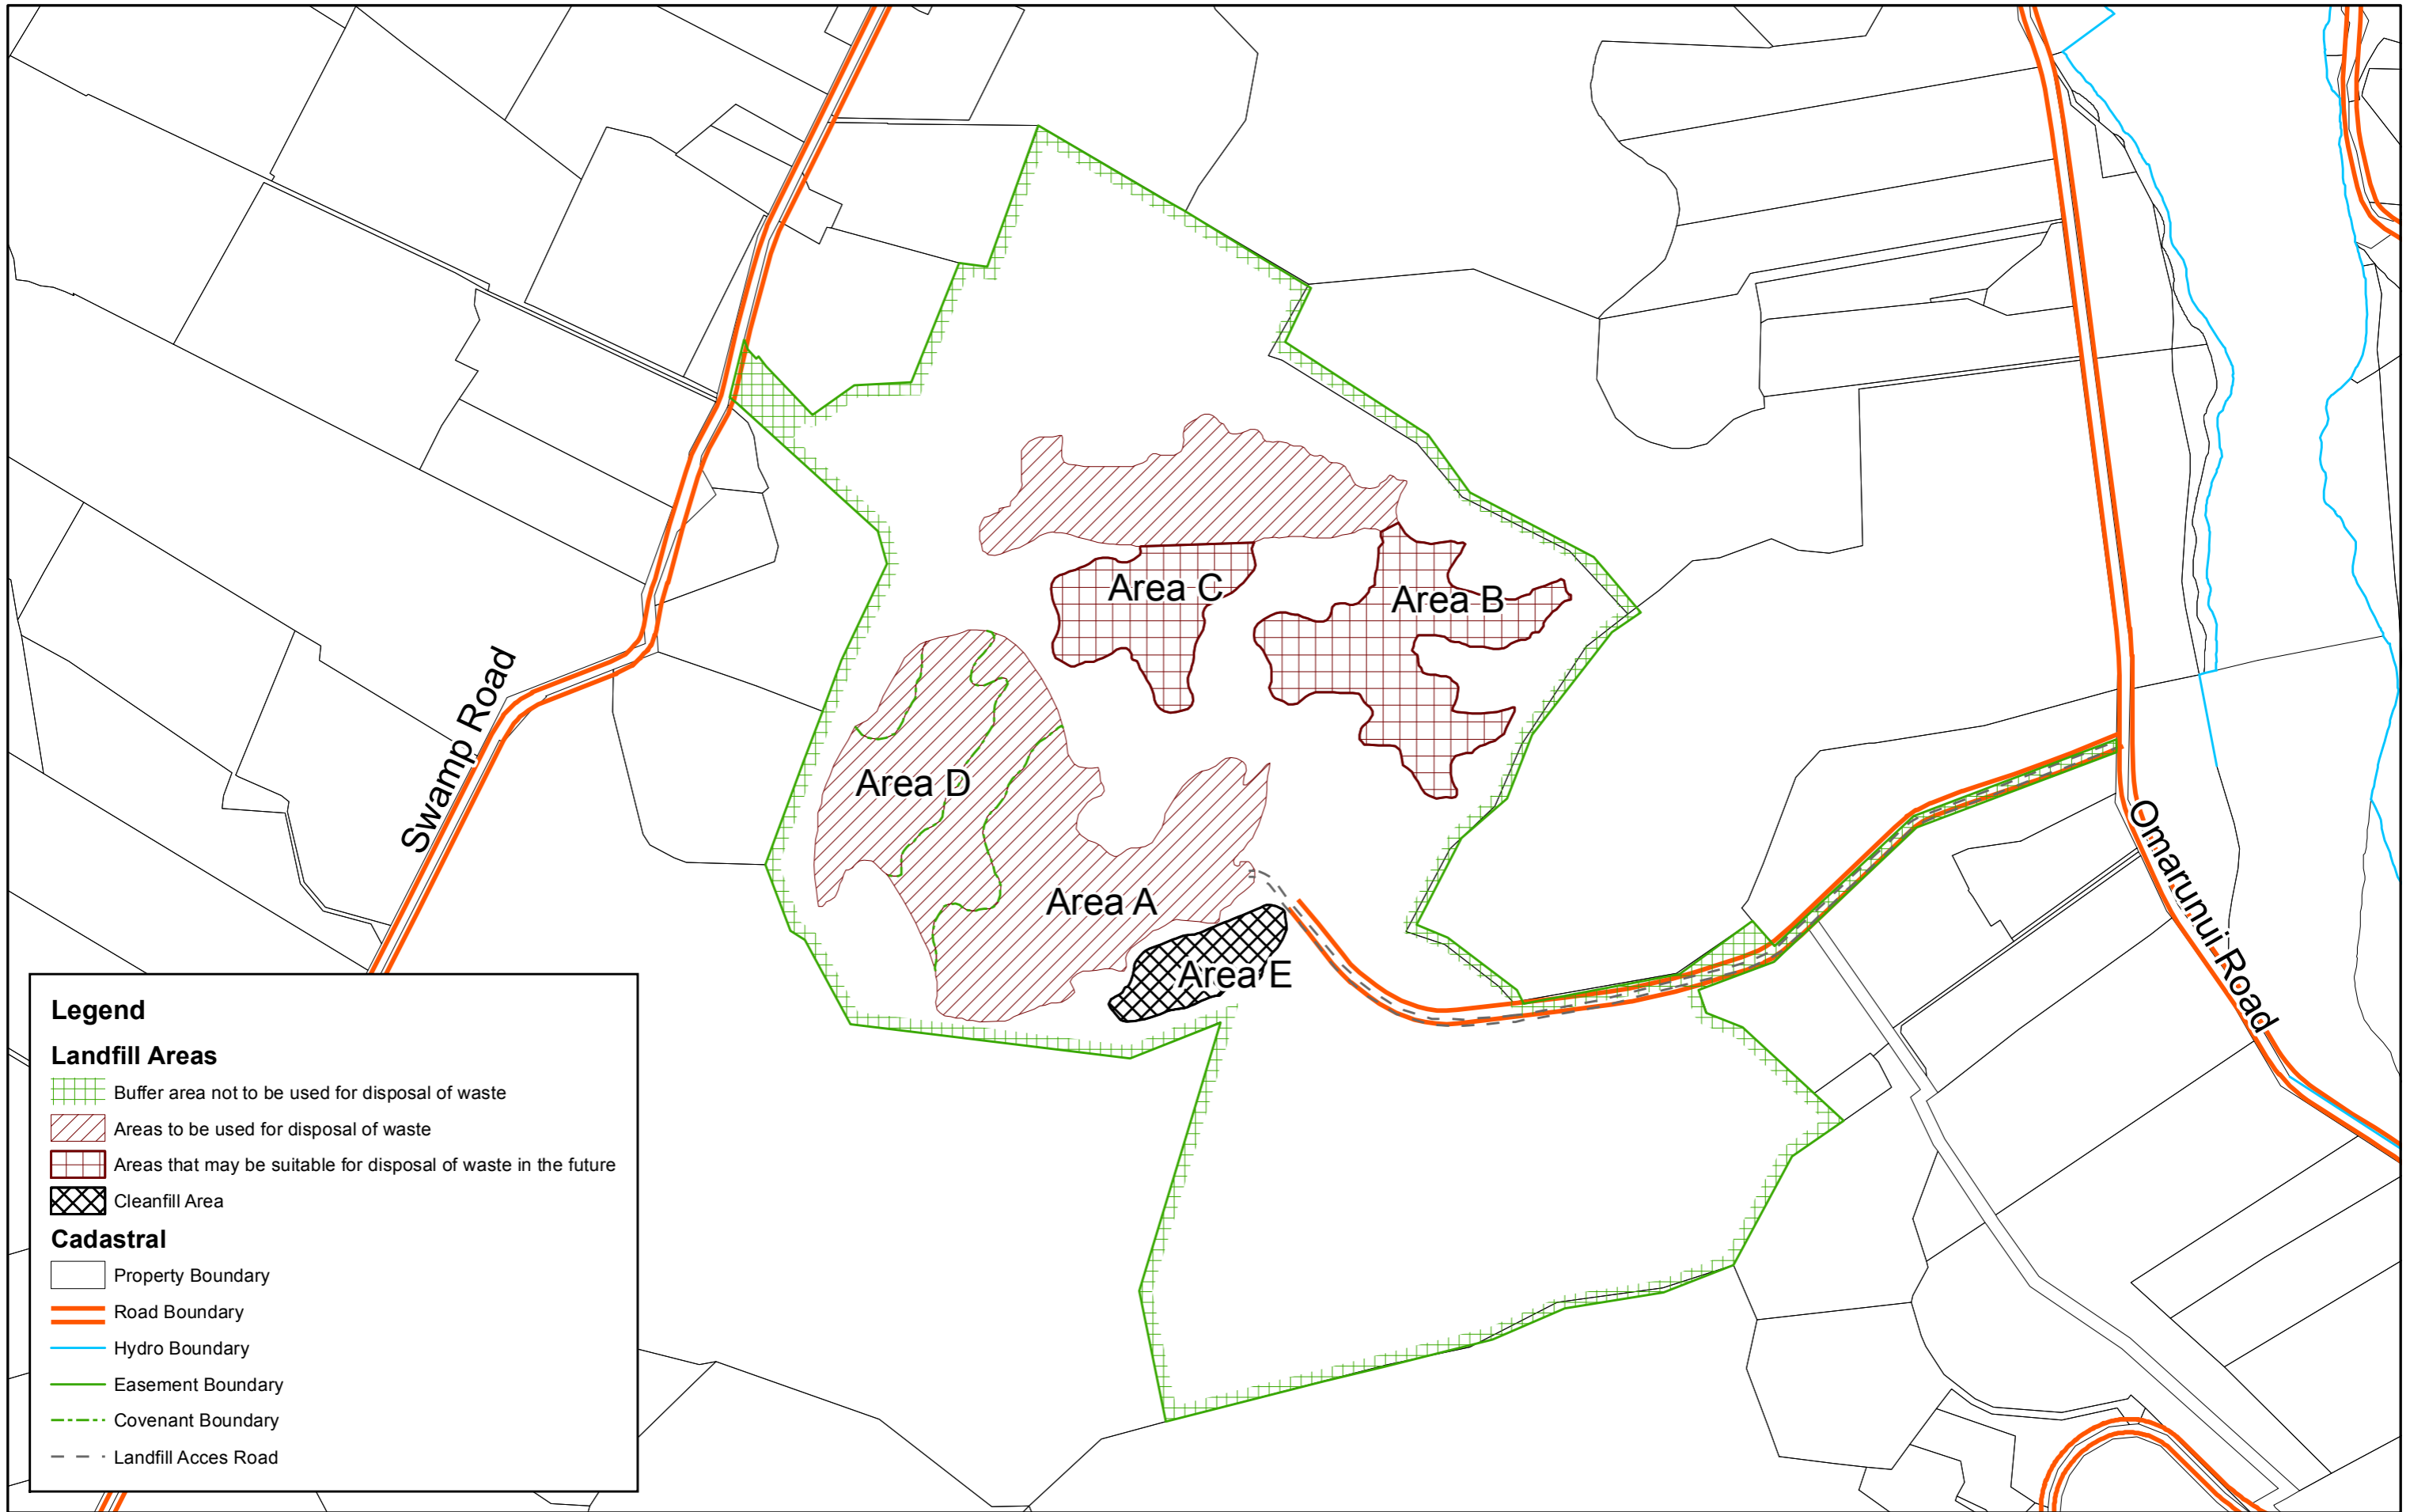 Area C
Area B
Swamp Road
Area D
Omarunui Road
Area A
Area E
Legend
Landfill Areas
Buffer area not to be used for disposal of waste
Areas to be used for disposal of waste
Areas that may be suitable for disposal of waste in the future
Cleanfill Area
Cadastral
Property Boundary
Road Boundary
Hydro Boundary
Easement Boundary
Covenant Boundary
Landfill Acces Road